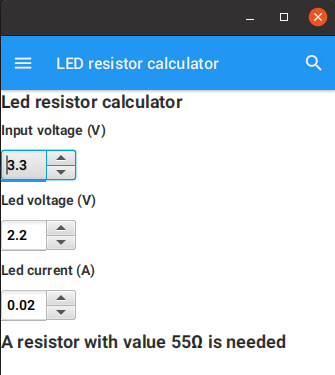 LED resistor calculator
Led resistor calculator
Input voltage (V)
3.3
Led voltage (V)
2.2
Led current (A)
0.02
A resistor with value 55Ω is needed